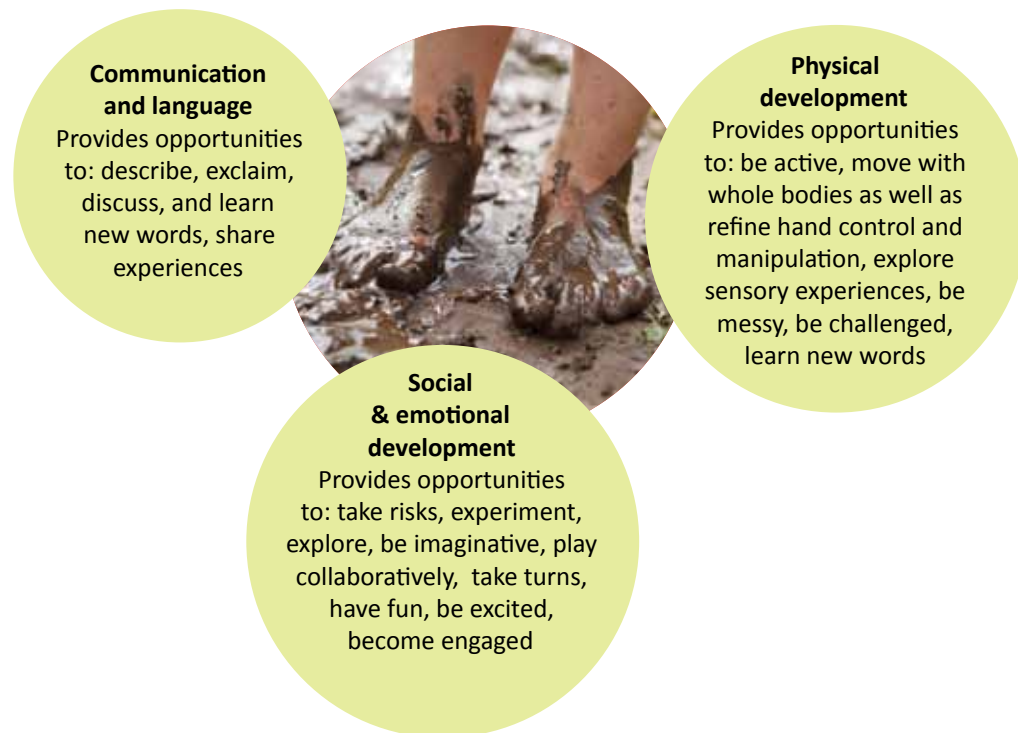 Communication
and language
Provides opportunities
to: describe, exclaim,
discuss, and learn
new words, share
experiences
Physical
development
Provides opportunities
to: be active, move with
whole bodies as well as
refine hand control and
manipulation, explore
sensory experiences, be
messy, be challenged,
learn new words
Social
& emotional
development
Provides opportunities
to: take risks, experiment,
explore, be imaginative, play
collaboratively,  take turns,
have fun, be excited,
become engaged